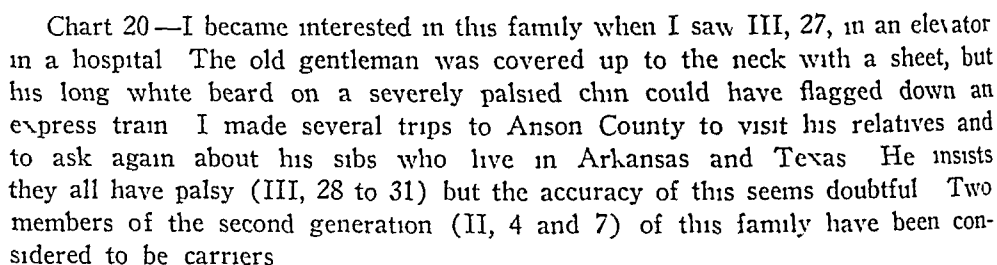 Chart 20—I became interested in this family when I saw III, 27, in an elevator
in a hospital The old gentleman was covered up to the neck with a sheet, but
his long white beard on a severely palsied chin could have flagged down an
express train I made several trips to Anson County to visit his relatives and
to ask again about his sibs who live in Arkansas and Texas He insists
they all have palsy (III, 28 to 31) but the accuracy of this seems doubtful Two
members of the second generation (II, 4 and 7) of this family have been con-
sidered to be carriers